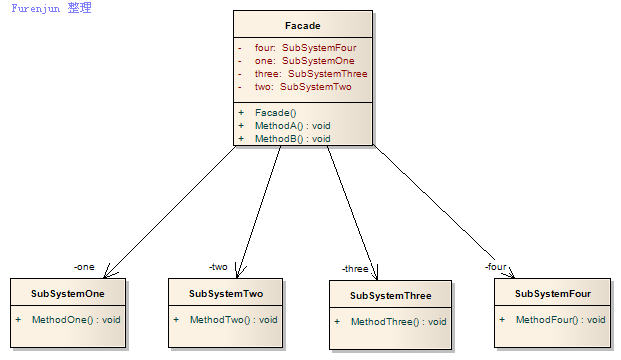 Furenjun 整理
Facade
- four: SubSystemFour
- one: SubSystemOne
- three: SubSystemThree
- two: SubSystemTwo
+ Facade()
+ MethodA() : void
+ MethodB() : void
-one
-two
-three
-four
SubSystemOne
+ MethodOne() : void
SubSystemTwo
+ MethodTwo() : void
SubSystemThree
+ MethodThree() : void
SubSystemFour
+ MethodFour() : void